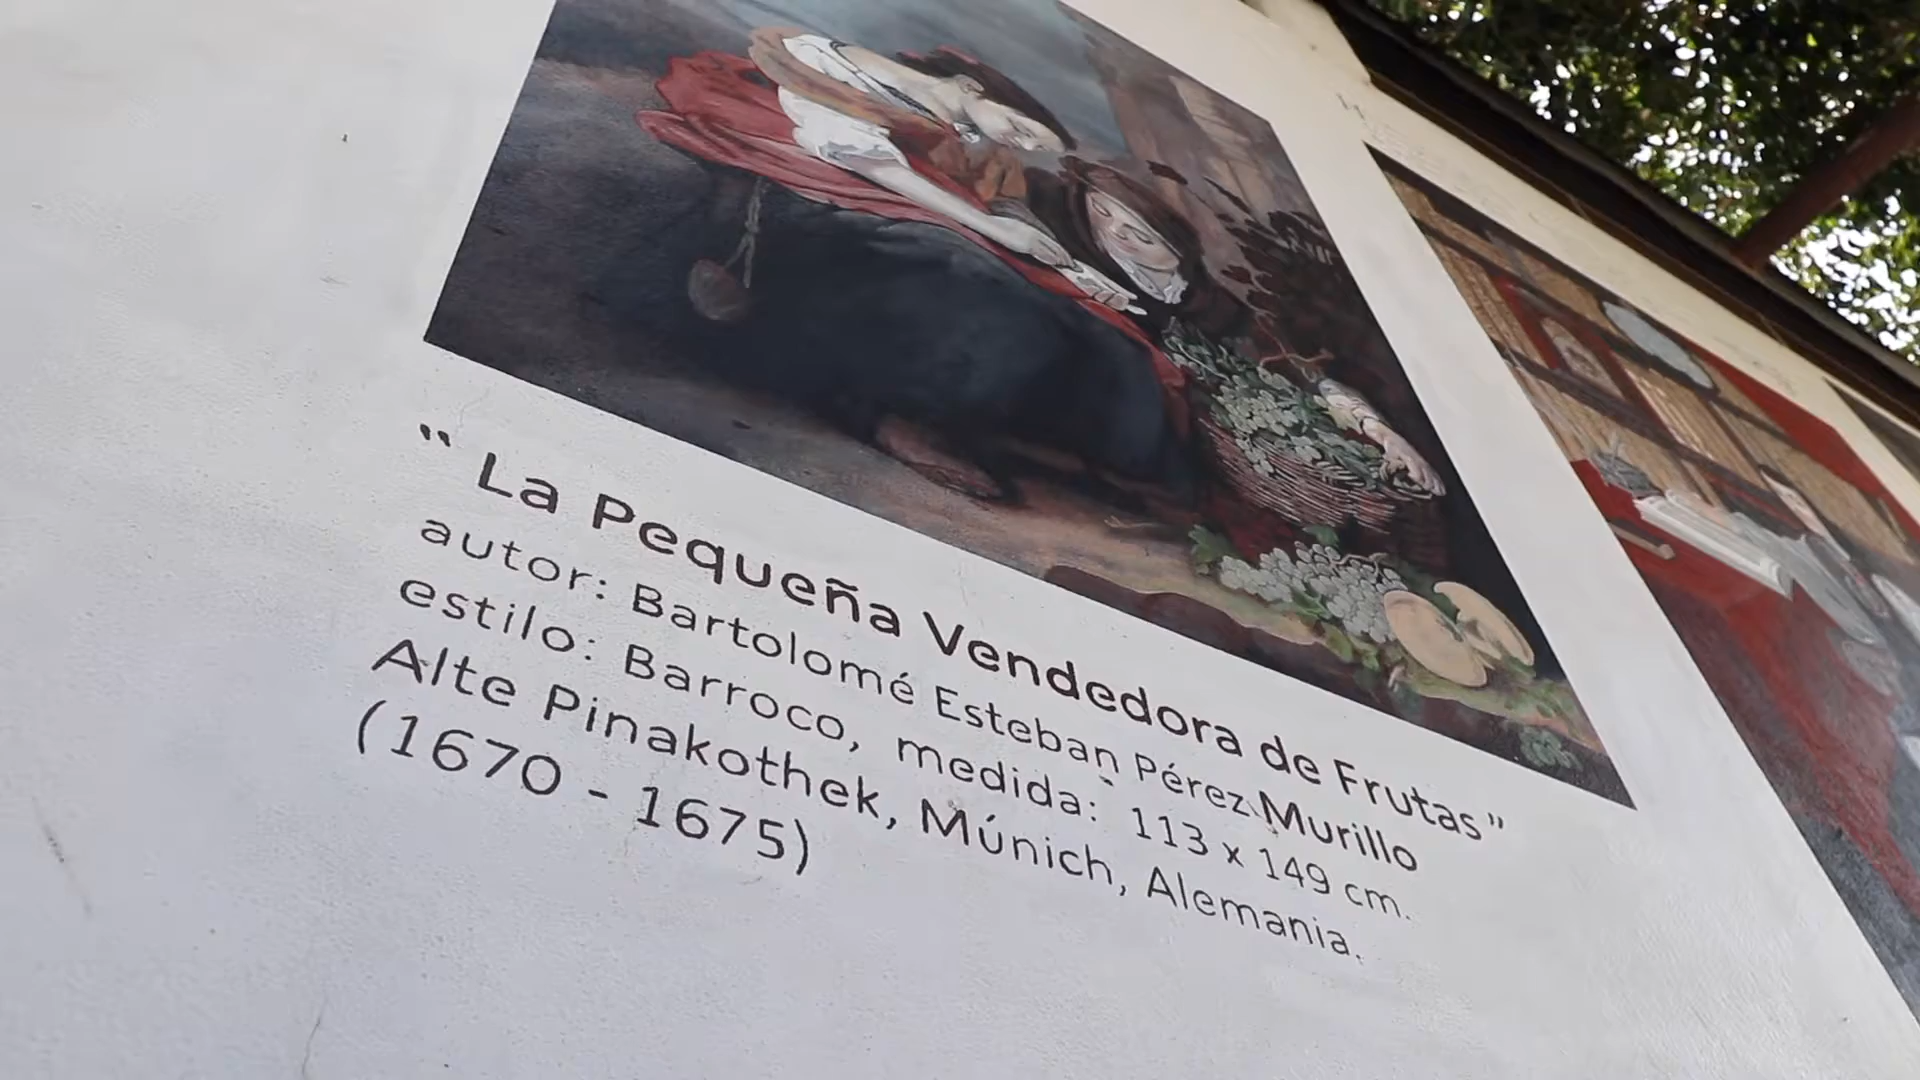 "La Pequeña Vendedora de Frutas"
autor: Bartolomé Esteban Pérez Murillo
estilo: Barroco, medida: 113 x 149 cm.
Alte Pinakothek, Múnich, Alemania.
(1670 - 1675)